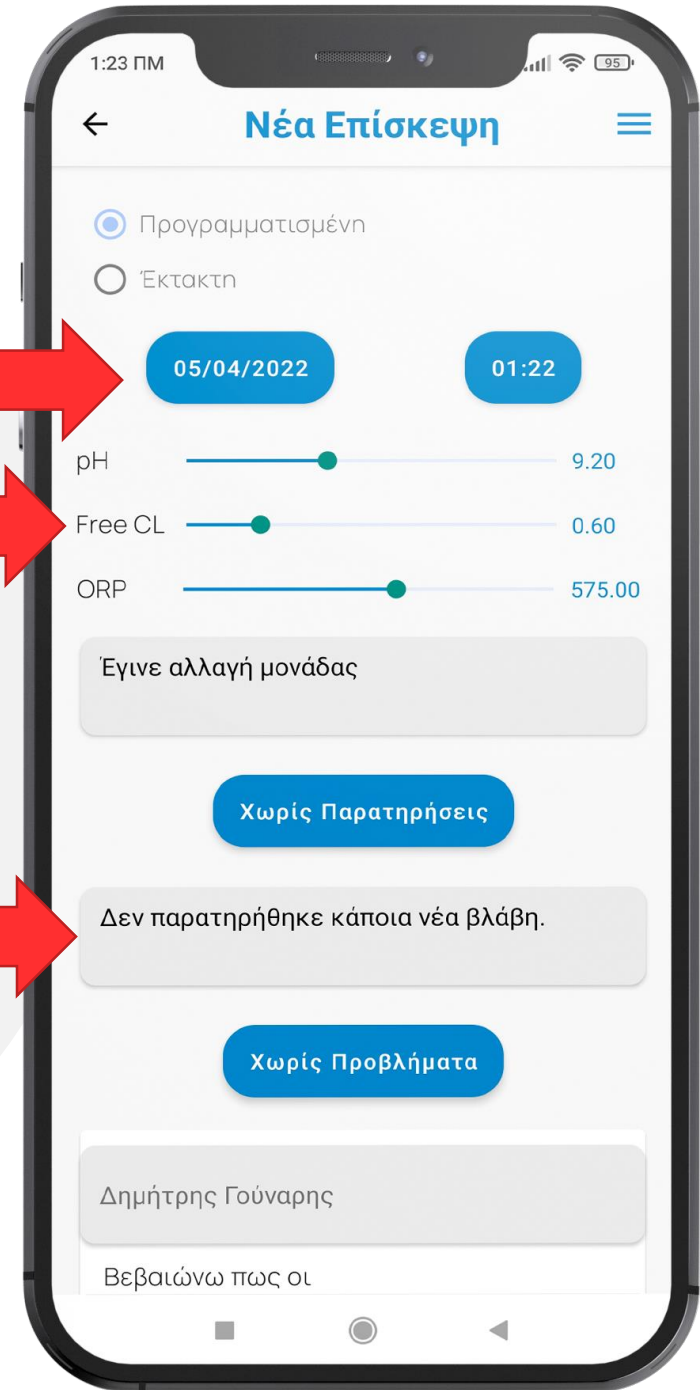 1:23 ΠΜ 95
Νέα Επίσκεψη
Προγραμματισμένη
Έκτακτη
05/04/2022 01:22
pH 9.20
Free CL 0.60
ORP 575.00
Έγινε αλλαγή μονάδας
Χωρίς Παρατηρήσεις
Δεν παρατηρήθηκε κάποια νέα βλάβη.
Χωρίς Προβλήματα
Δημήτρης Γούναρης
Βεβαιώνω πως οι